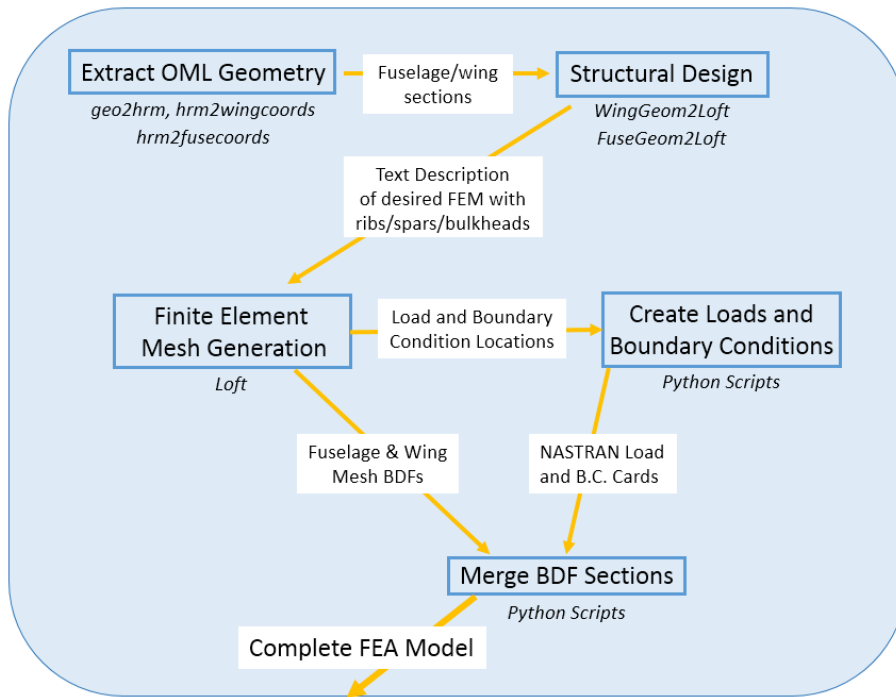 Extract OML Geometry
geo2hrm, hrm2wingcoords
hrm2fusecoords
Fuselage/wing
sections
Structural Design
WingGeom2Loft
FuseGeom2Loft
Text Description
of desired FEM with
ribs/spars/bulkheads
Finite Element
Mesh Generation
Loft
Load and Boundary
Condition Locations
Create Loads and
Boundary Conditions
Python Scripts
Fuselage & Wing
Mesh BDFs
NASTRAN Load
and B.C. Cards
Merge BDF Sections
Python Scripts
Complete FEA Model